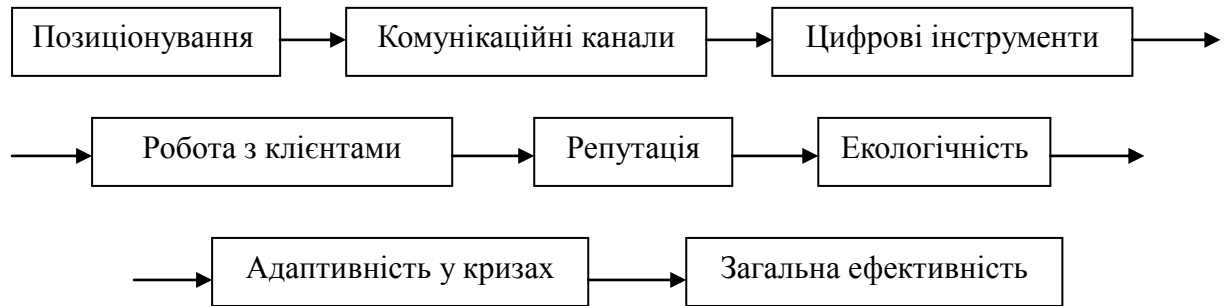 Позиціонування Комунікаційні канали Цифрові інструменти
Робота з клієнтами Репутація Екологічність
Адаптивність у кризах Загальна ефективність